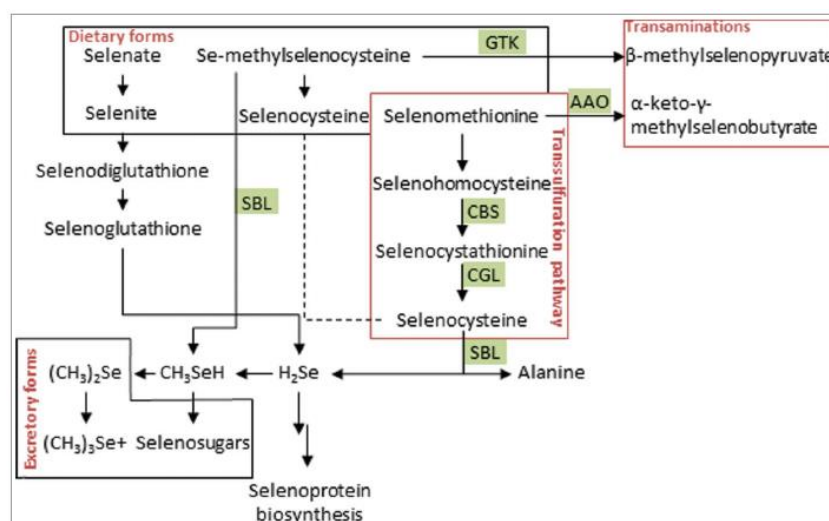 Dietary forms
Selenate
Se-methylselenocysteine
GTK
Transaminations
β-methylselenopyruvate
Selenite
Selenocysteine
Selenomethionine
AAO
α-keto-γ-
methylselenobutyrate
Selenodiglutathione
Selenoglutathione
SBL
Selenohomocysteine
CBS
Selenocystathionine
CGL
Selenocysteine
Transsulfuration pathway
SBL
Excretory forms
(CH₃)₂Se
CH₃SeH
H₂Se
Alanine
(CH₃)₃Se+
Selenosugars
Selenoprotein
biosynthesis